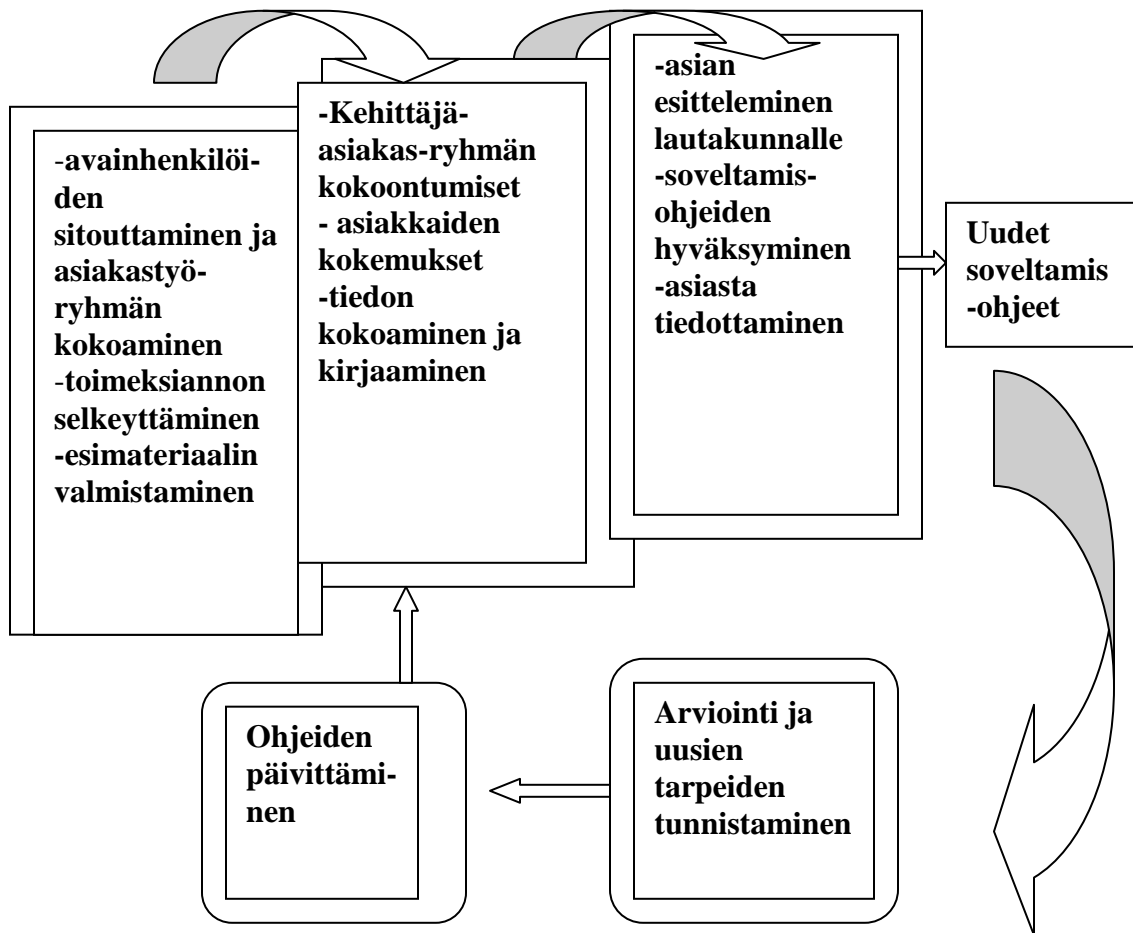 -avainhenkilöi-
den
sitouttaminen ja
asiakastyö-
ryhmän
kokoaminen
-toimeksiannon
selkeyttäminen
-esimateriaalin
valmistaminen
-Kehittäjä-
asiakas-ryhmän
kokoontumiset
- asiakkaiden
kokemukset
-tiedon
kokoaminen ja
kirjaaminen
-asian
esitteleminen
lautakunnalle
-soveltamis-
ohjeiden
hyväksyminen
-asiasta
tiedottaminen
Uudet
soveltamis
-ohjeet
Arviointi ja
uusien
tarpeiden
tunnistaminen
Ohjeiden
päivittämi-
nen